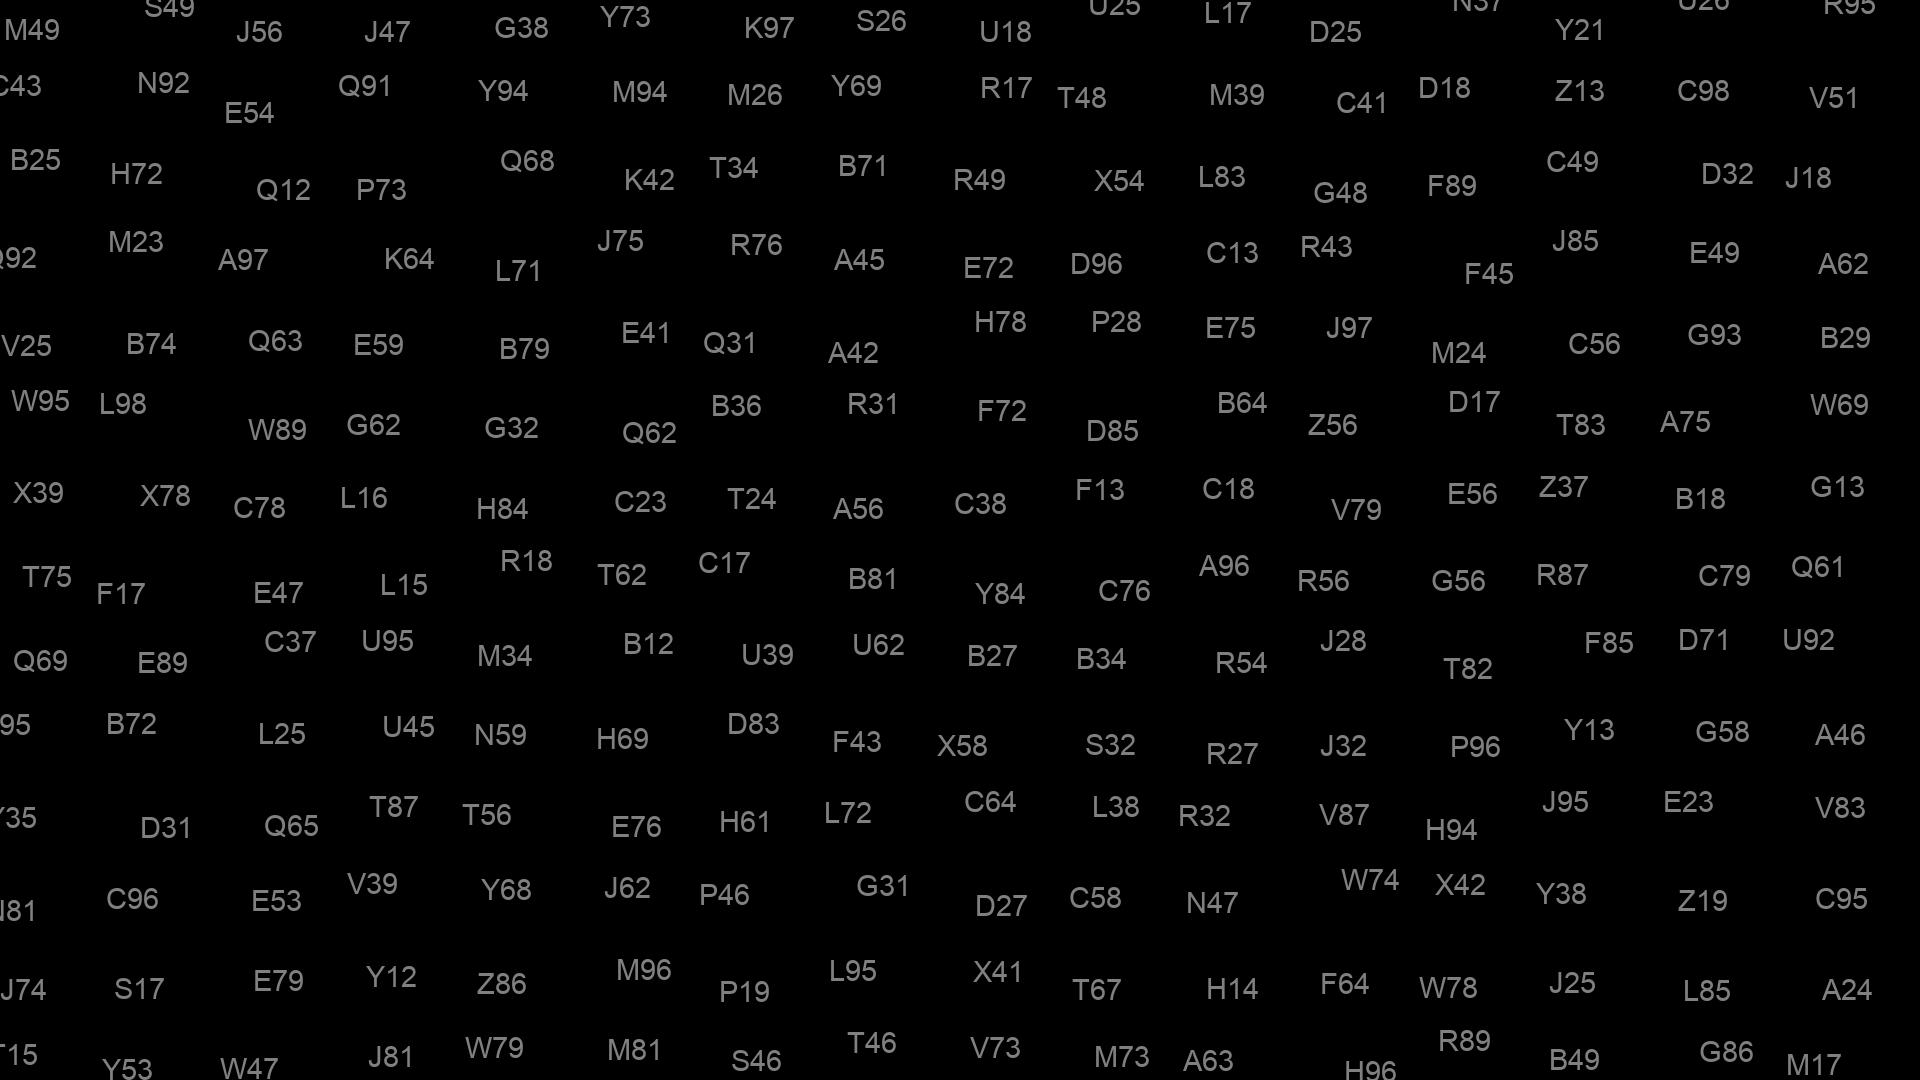 M49 S49 J56 J47 G38 Y73 K97 S26 U18 U25 L17 D25 N37 Y21 U26 R95
C43 N92 E54 Q91 Y94 M94 M26 Y69 R17 T48 M39 C41 D18 Z13 C98 V51
B25 H72 Q12 P73 Q68 K42 T34 B71 R49 X54 L83 G48 F89 C49 D32 J18
Q92 M23 A97 K64 L71 J75 R76 A45 E72 D96 C13 R43 F45 J85 E49 A62
V25 B74 Q63 E59 B79 E41 Q31 A42 H78 P28 E75 J97 M24 C56 G93 B29
W95 L98 W89 G62 G32 Q62 B36 R31 F72 D85 B64 Z56 D17 T83 A75 W69
X39 X78 C78 L16 H84 C23 T24 A56 C38 F13 C18 V79 E56 Z37 B18 G13
T75 F17 E47 L15 R18 T62 C17 B81 Y84 C76 A96 R56 G56 R87 C79 Q61
Q69 E89 C37 U95 M34 B12 U39 U62 B27 B34 R54 J28 T82 F85 D71 U92
95 B72 L25 U45 N59 H69 D83 F43 X58 S32 R27 J32 P96 Y13 G58 A46
Y35 D31 Q65 T87 T56 E76 H61 L72 C64 L38 R32 V87 H94 J95 E23 V83
81 C96 E53 V39 Y68 J62 P46 G31 D27 C58 N47 W74 X42 Y38 Z19 C95
J74 S17 E79 Y12 Z86 M96 P19 L95 X41 T67 H14 F64 W78 J25 L85 A24
T15 Y53 W47 J81 W79 M81 S46 T46 V73 M73 A63 H96 R89 B49 G86 M17